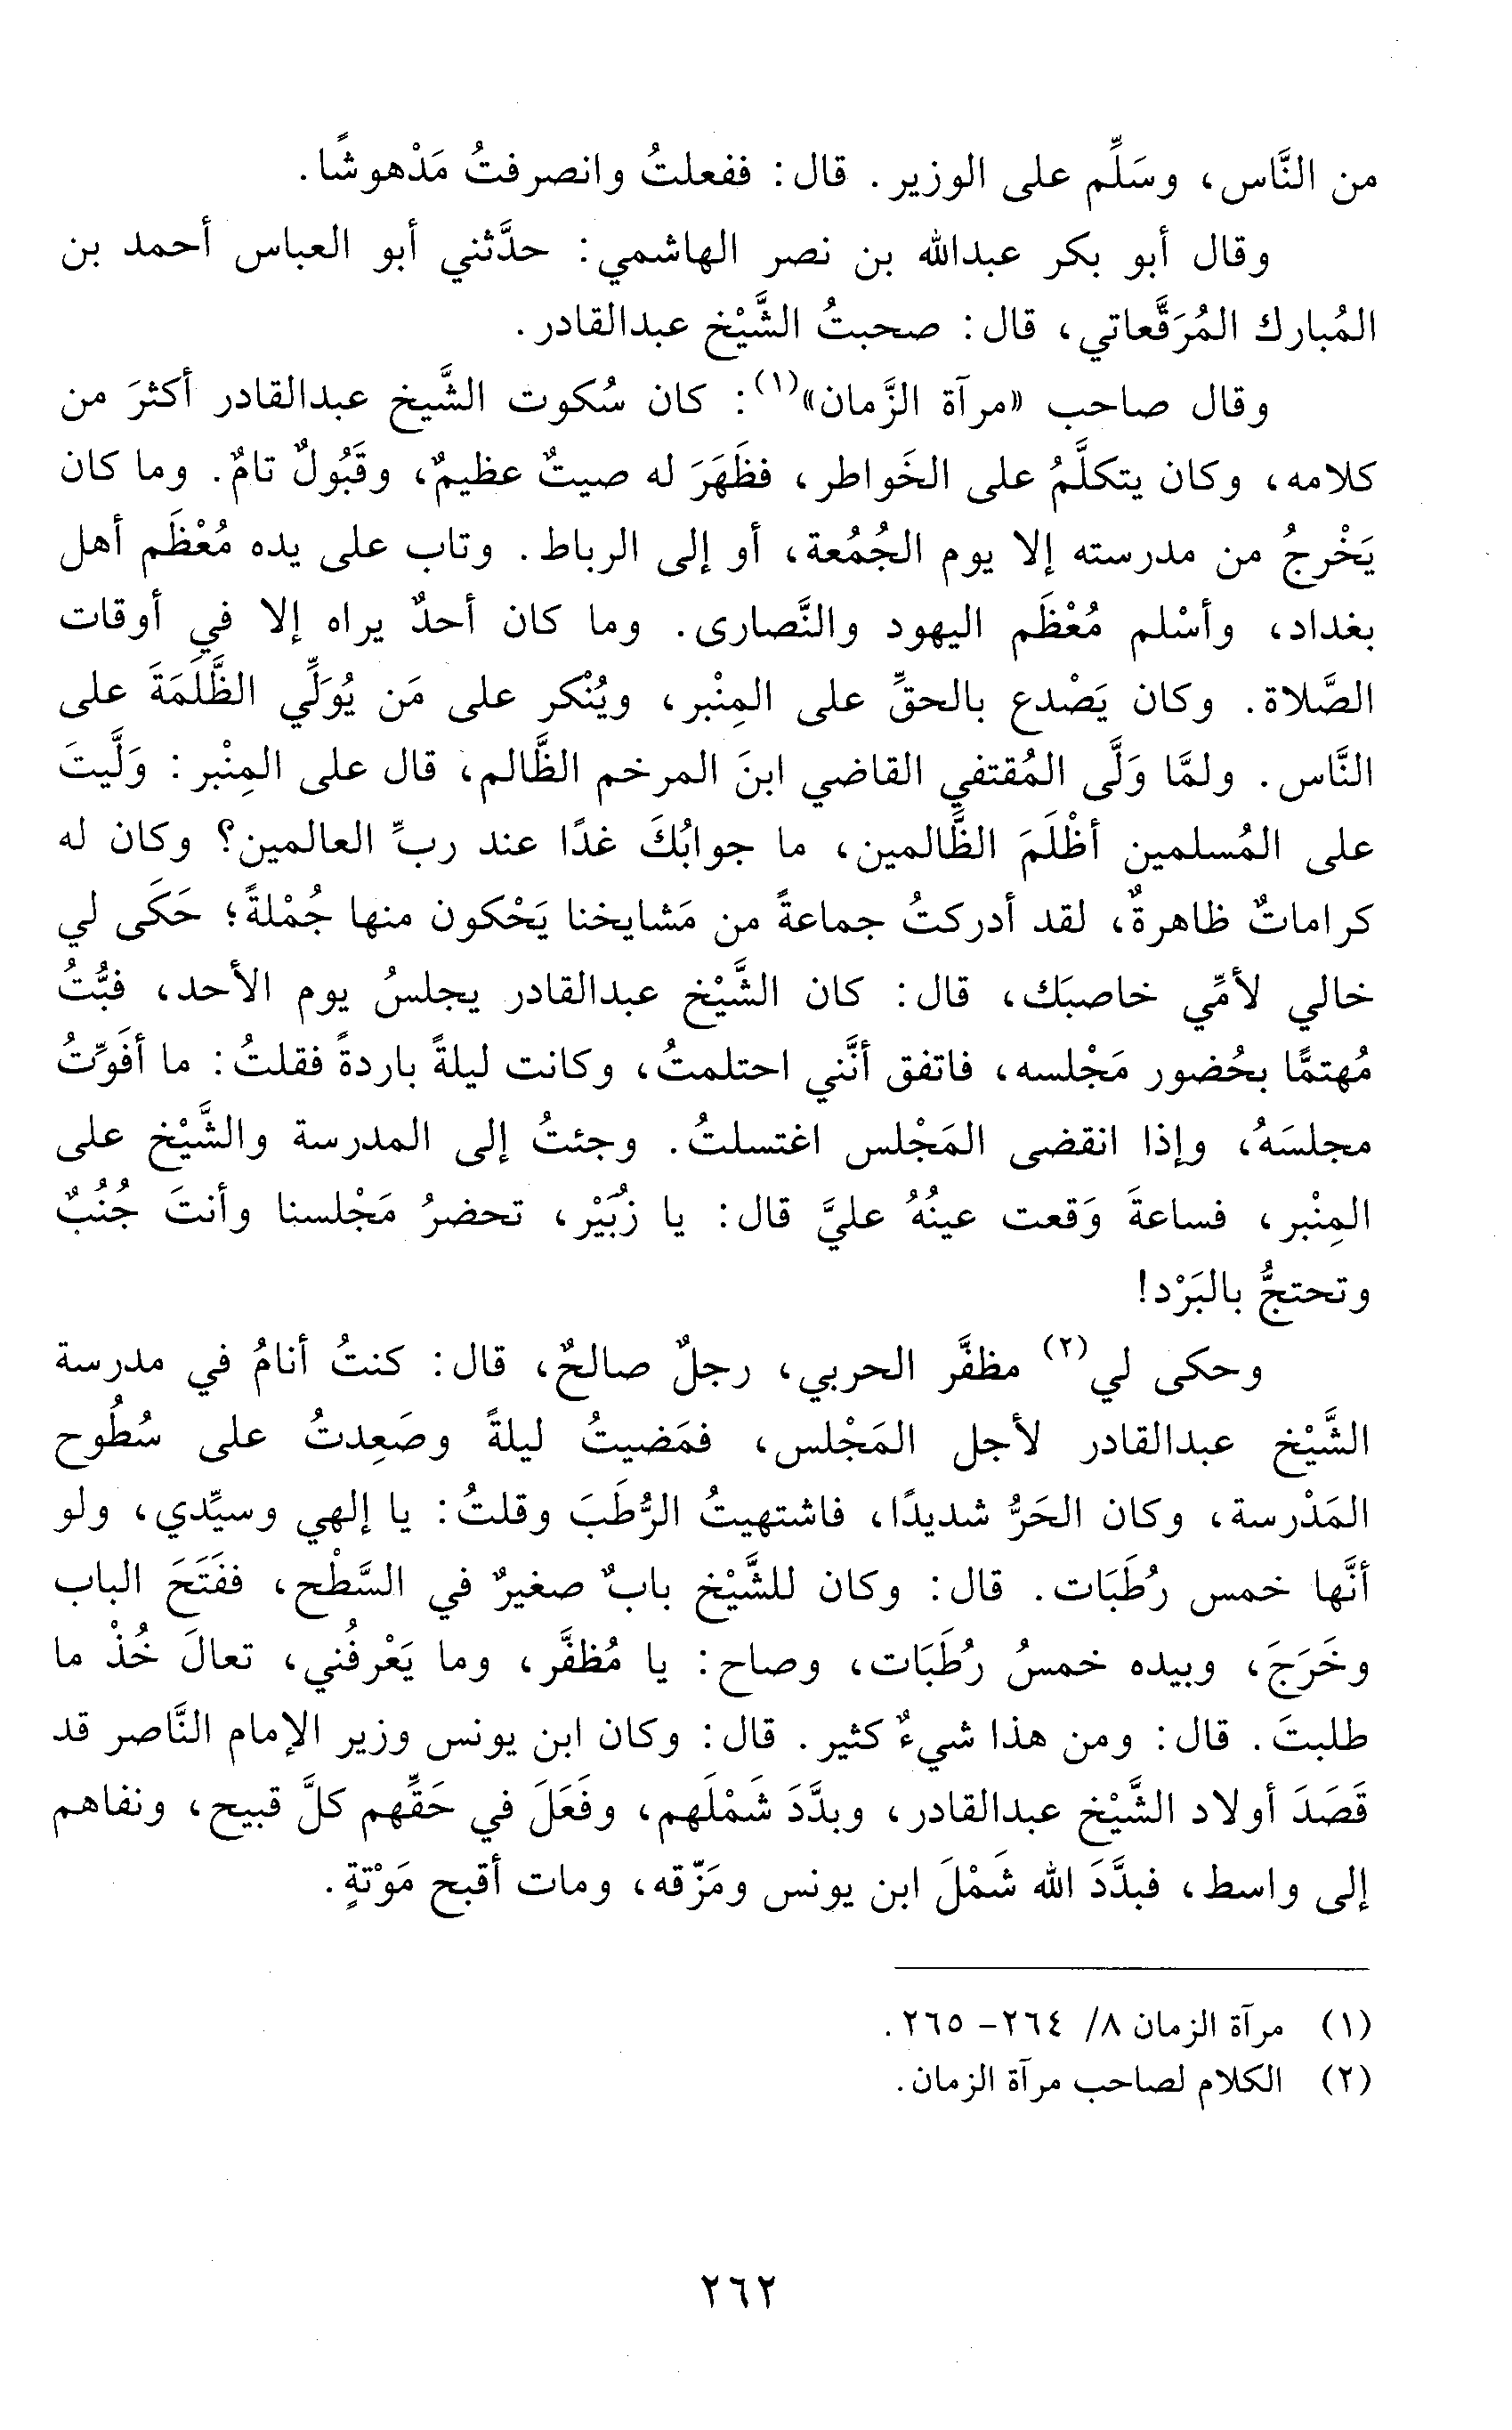 من النَّاس، وسَلِّم على الوزير. قال: ففعلتُ وانصرفتُ مَدْهوشًا.
وقال أبو بكر عبدالله بن نصر الهاشمي: حدَّثني أبو العباس أحمد بن
المُبارك المُرَقَّعاتي، قال: صحبتُ الشَّيْخ عبدالقادر.
وقال صاحب «مرآة الزَّمان»(١): كان سُكوت الشَّيخ عبدالقادر أكثرَ من
كلامه، وكان يتكلَّمُ على الخَواطر، فظَهَرَ له صيتٌ عظيمٌ، وقَبُولٌ تامٌ. وما كان
يَخْرجُ من مدرسته إلا يوم الجُمُعة، أو إلى الرباط. وتاب على يده مُعْظَم أهل
بغداد، وأسْلم مُعْظَم اليهود والنَّصارى. وما كان أحدٌ يراه إلا في أوقات
الصَّلاة. وكان يَصْدع بالحقِّ على المِنْبر، ويُنْكر على مَن يُوَلِّي الظَّلَمَةَ على
النَّاس. ولمَّا وَلَّى المُقتفي القاضي ابنَ المرخم الظَّالم، قال على المِنْبر: وَلَّيتَ
على المُسلمين أظْلَمَ الظَّالمين، ما جوابُكَ غدًا عند ربِّ العالمين؟ وكان له
كراماتٌ ظاهرةٌ، لقد أدركتُ جماعةً من مَشايخنا يَحْكون منها جُمْلةً؛ حَكَى لي
خالي لأمِّي خاصبَك، قال: كان الشَّيْخ عبدالقادر يجلسُ يوم الأحد، فبُّتُ
مُهتمًّا بحُضور مَجْلسه، فاتفق أنَّني احتلمتُ، وكانت ليلةً باردةً فقلتُ: ما أفَوِّتُ
مجلسَهُ، وإذا انقضى المَجْلس اغتسلتُ. وجئتُ إلى المدرسة والشَّيْخ على
المِنْبر، فساعةَ وَقعت عينُهُ عليَّ قال: يا زُبَيْر، تحضرُ مَجْلسنا وأنتَ جُنُبٌ
وتحتجُّ بالبَرْد!
وحكى لي(٢) مظفَّر الحربي، رجلٌ صالحٌ، قال: كنتُ أنامُ في مدرسة
الشَّيْخ عبدالقادر لأجل المَجْلس، فمَضيتُ ليلةً وصَعِدتُ على سُطُوح
المَدْرسة، وكان الحَرُّ شديدًا، فاشتهيتُ الرُّطَبَ وقلتُ: يا إلهي وسيِّدي، ولو
أنَّها خمس رُطَبَات. قال: وكان للشَّيْخ بابٌ صغيرٌ في السَّطْح، ففَتَحَ الباب
وخَرَجَ، وبيده خمسُ رُطَبَات، وصاح: يا مُظفَّر، وما يَعْرفُني، تعالَ خُذْ ما
طلبتَ. قال: ومن هذا شيءٌ كثير. قال: وكان ابن يونس وزير الإمام النَّاصر قد
قَصَدَ أولاد الشَّيْخ عبدالقادر، وبدَّدَ شَمْلَهم، وفَعَلَ في حَقِّهم كلَّ قبيح، ونفاهم
إلى واسط، فبدَّدَ الله شَمْلَ ابن يونس ومَزّقه، ومات أقبح مَوْتةٍ.
(١) مرآة الزمان ٨/ ٢٦٤- ٢٦٥.
(٢) الكلام لصاحب مرآة الزمان.
٢٦٢